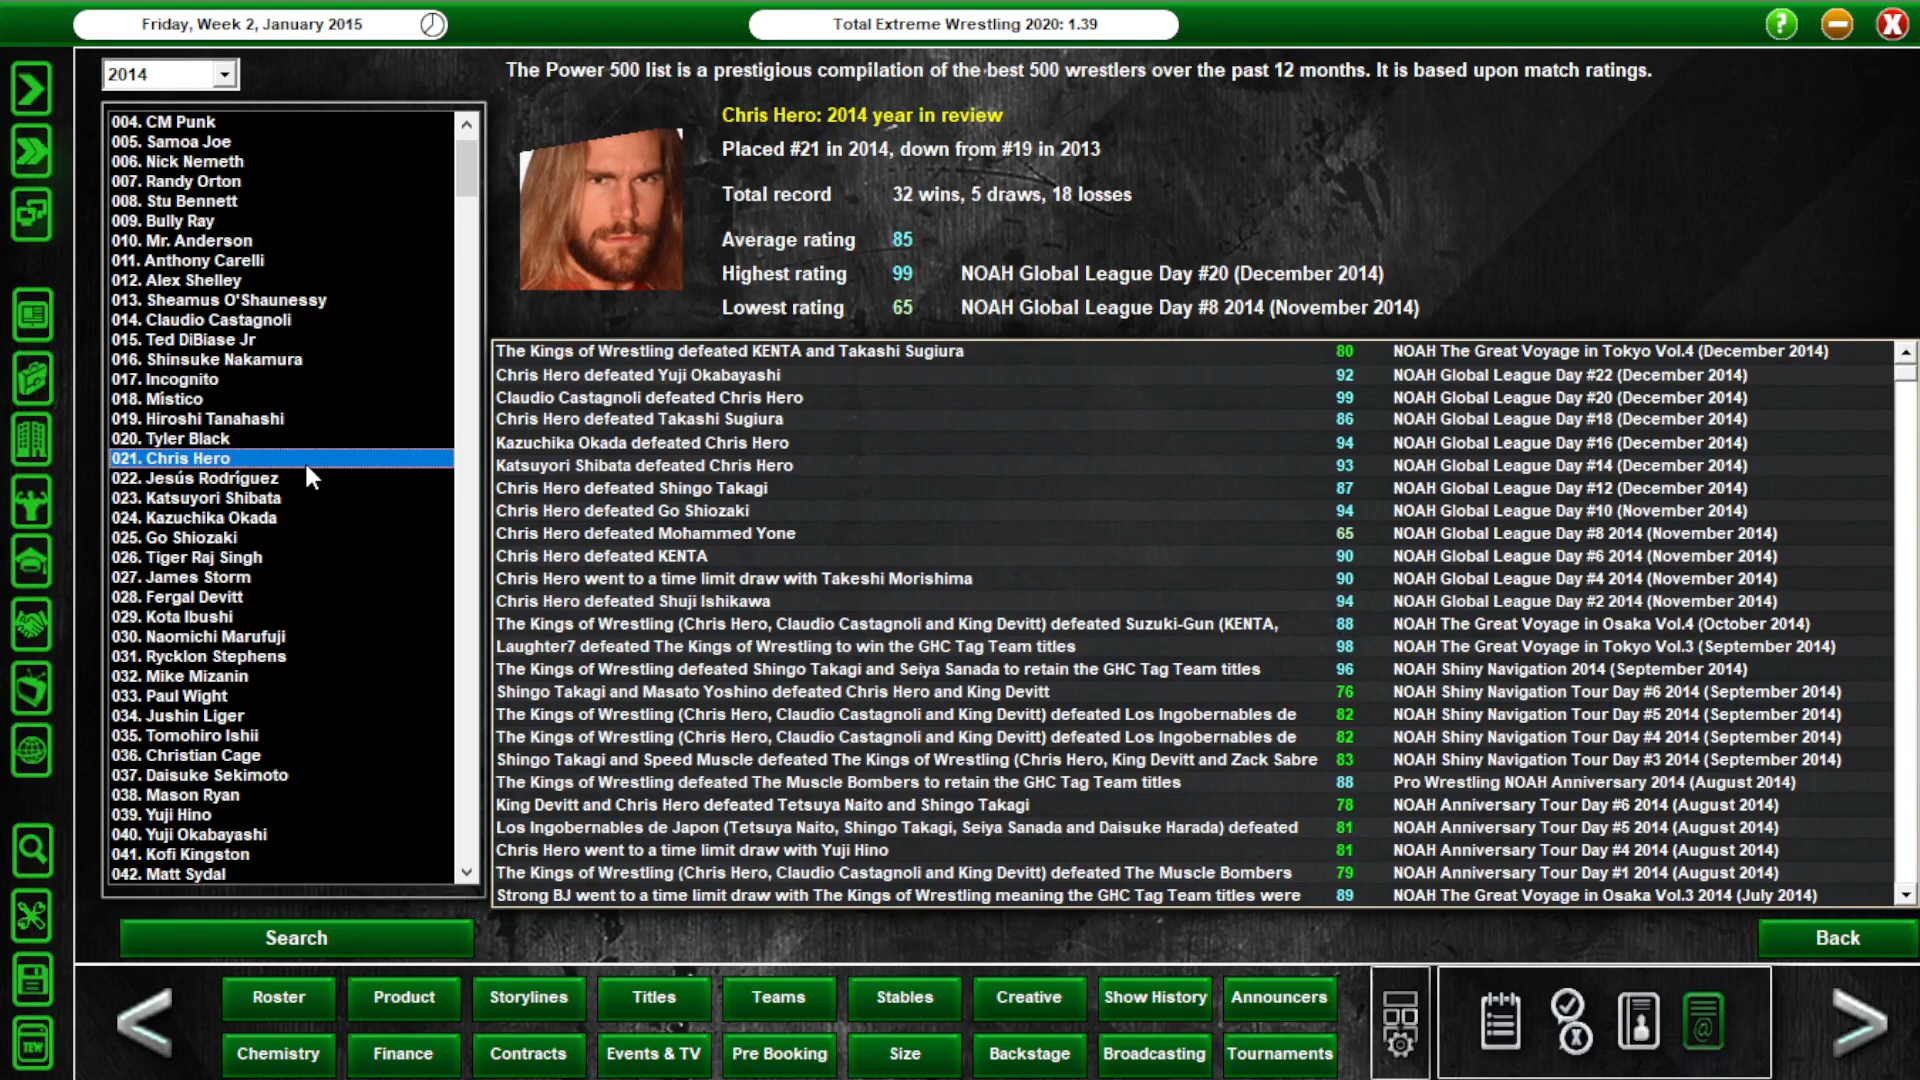 Friday, Week 2, January 2015
Total Extreme Wrestling 2020: 1.39
?
X
2014
The Power 500 list is a prestigious compilation of the best 500 wrestlers over the past 12 months. It is based upon match ratings.
004. CM Punk
005. Samoa Joe
006. Nick Nemeth
007. Randy Orton
008. Stu Bennett
009. Bully Ray
010. Mr. Anderson
011. Anthony Carelli
012. Alex Shelley
013. Sheamus O'Shaunessy
014. Claudio Castagnoli
015. Ted DiBiase Jr
016. Shinsuke Nakamura
017. Incognito
018. Místico
019. Hiroshi Tanahashi
020. Tyler Black
021. Chris Hero
022. Jesús Rodríguez
023. Katsuyori Shibata
024. Kazuchika Okada
025. Go Shiozaki
026. Tiger Raj Singh
027. James Storm
028. Fergal Devitt
029. Kota Ibushi
030. Naomichi Marufuji
031. Rycklon Stephens
032. Mike Mizanin
033. Paul Wight
034. Jushin Liger
035. Tomohiro Ishii
036. Christian Cage
037. Daisuke Sekimoto
038. Mason Ryan
039. Yuji Hino
040. Yuji Okabayashi
041. Kofi Kingston
042. Matt Sydal
Chris Hero: 2014 year in review
Placed #21 in 2014, down from #19 in 2013
Total record 32 wins, 5 draws, 18 losses
Average rating 85
Highest rating 99 NOAH Global League Day #20 (December 2014)
Lowest rating 65 NOAH Global League Day #8 2014 (November 2014)
The Kings of Wrestling defeated KENTA and Takashi Sugiura 80 NOAH The Great Voyage in Tokyo Vol.4 (December 2014)
Chris Hero defeated Yuji Okabayashi 92 NOAH Global League Day #22 (December 2014)
Claudio Castagnoli defeated Chris Hero 99 NOAH Global League Day #20 (December 2014)
Chris Hero defeated Takashi Sugiura 86 NOAH Global League Day #18 (December 2014)
Kazuchika Okada defeated Chris Hero 94 NOAH Global League Day #16 (December 2014)
Katsuyori Shibata defeated Chris Hero 93 NOAH Global League Day #14 (December 2014)
Chris Hero defeated Shingo Takagi 87 NOAH Global League Day #12 (December 2014)
Chris Hero defeated Go Shiozaki 94 NOAH Global League Day #10 (November 2014)
Chris Hero defeated Mohammed Yone 65 NOAH Global League Day #8 2014 (November 2014)
Chris Hero defeated KENTA 90 NOAH Global League Day #6 2014 (November 2014)
Chris Hero went to a time limit draw with Takeshi Morishima 90 NOAH Global League Day #4 2014 (November 2014)
Chris Hero defeated Shuji Ishikawa 94 NOAH Global League Day #2 2014 (November 2014)
The Kings of Wrestling (Chris Hero, Claudio Castagnoli and King Devitt) defeated Suzuki-Gun (KENTA, 88 NOAH The Great Voyage in Osaka Vol.4 (October 2014)
Laughter7 defeated The Kings of Wrestling to win the GHC Tag Team titles 98 NOAH The Great Voyage in Tokyo Vol.3 (September 2014)
The Kings of Wrestling defeated Shingo Takagi and Seiya Sanada to retain the GHC Tag Team titles 96 NOAH Shiny Navigation 2014 (September 2014)
Shingo Takagi and Masato Yoshino defeated Chris Hero and King Devitt 76 NOAH Shiny Navigation Tour Day #6 2014 (September 2014)
The Kings of Wrestling (Chris Hero, Claudio Castagnoli and King Devitt) defeated Los Ingobernables de 82 NOAH Shiny Navigation Tour Day #5 2014 (September 2014)
The Kings of Wrestling (Chris Hero, Claudio Castagnoli and King Devitt) defeated Los Ingobernables de 82 NOAH Shiny Navigation Tour Day #4 2014 (September 2014)
Shingo Takagi and Speed Muscle defeated The Kings of Wrestling (Chris Hero, King Devitt and Zack Sabre 83 NOAH Shiny Navigation Tour Day #3 2014 (September 2014)
The Kings of Wrestling defeated The Muscle Bombers to retain the GHC Tag Team titles 88 Pro Wrestling NOAH Anniversary 2014 (August 2014)
King Devitt and Chris Hero defeated Tetsuya Naito and Shingo Takagi 78 NOAH Anniversary Tour Day #6 2014 (August 2014)
Los Ingobernables de Japon (Tetsuya Naito, Shingo Takagi, Seiya Sanada and Daisuke Harada) defeated 81 NOAH Anniversary Tour Day #5 2014 (August 2014)
Chris Hero went to a time limit draw with Yuji Hino 81 NOAH Anniversary Tour Day #4 2014 (August 2014)
The Kings of Wrestling (Chris Hero, Claudio Castagnoli and King Devitt) defeated The Muscle Bombers 79 NOAH Anniversary Tour Day #1 2014 (August 2014)
Strong BJ went to a time limit draw with The Kings of Wrestling meaning the GHC Tag Team titles were 89 NOAH The Great Voyage in Osaka Vol.3 2014 (July 2014)
Search
Back
Roster Product Storylines Titles Teams Stables Creative Show History Announcers
Chemistry Finance Contracts Events & TV Pre Booking Size Backstage Broadcasting Tournaments
TEW
@